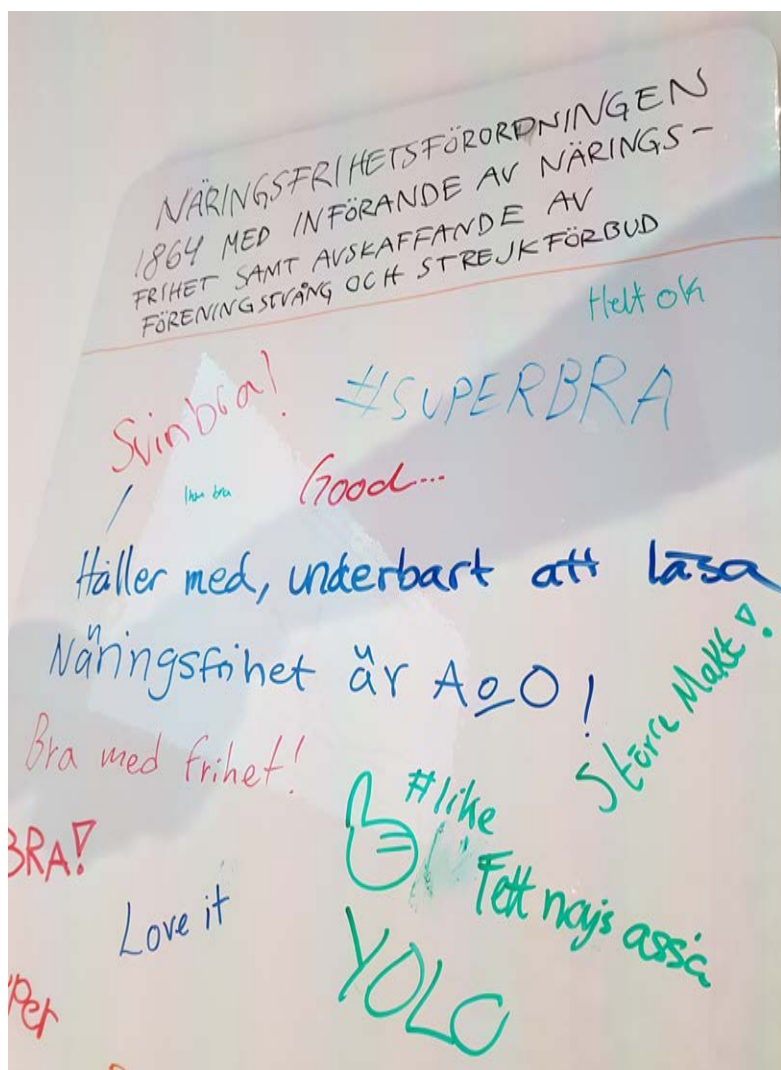 NÄRINGSFRIHETSFÖRORDNINGEN
1864 MED INFÖRANDE AV NÄRINGS-
FRIHET SAMT AVSKAFFANDE AV
FÖRENINGSTVÅNG OCH STREJKFÖRBUD
Helt ok
Svinbra!
#SUPERBRA
Good...
Håller med, underbart att läsa
Näringsfrihet är A o O!
Större Makt!
Bra med frihet!
#like
BRA!
Fett najs asså
Love it
YOLO